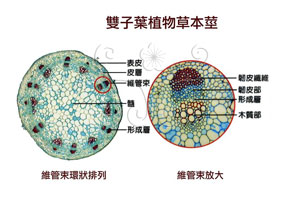 雙子葉植物草本莖
表皮
皮層
維管束
髓
形成層
韌皮纖維
韌皮部
形成層
木質部
維管束環狀排列
維管束放大